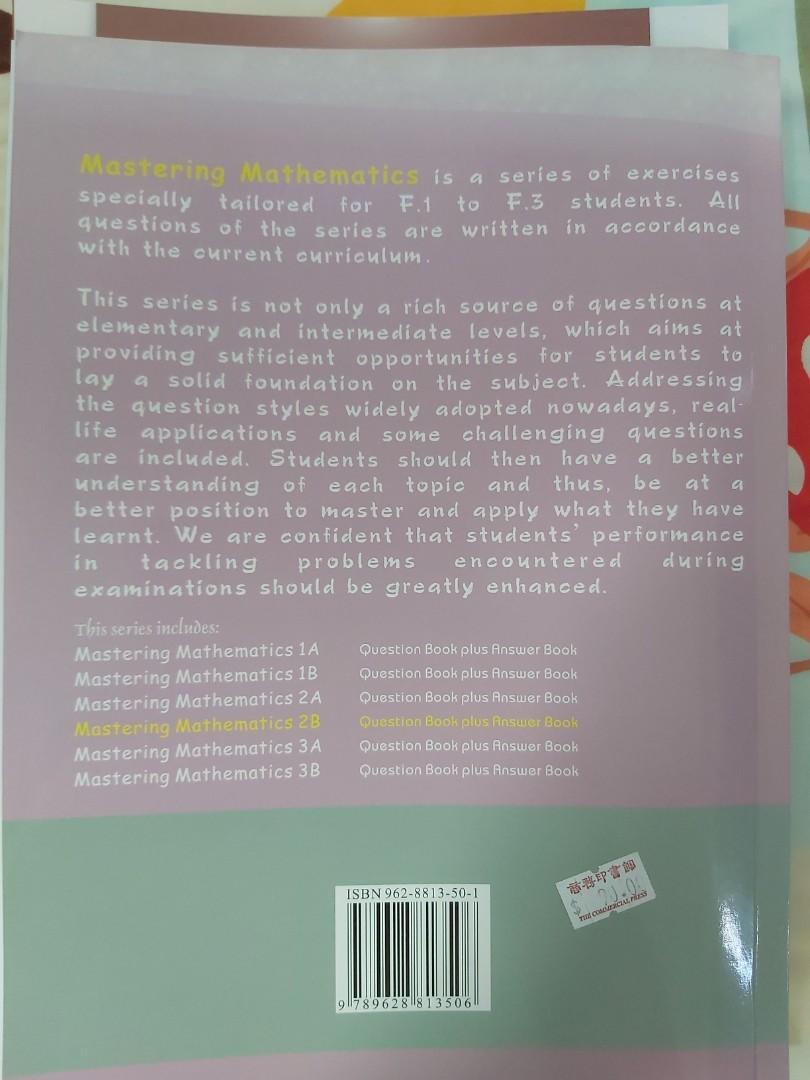 Mastering Mathematics is a series of exercises
specially tailored for F.1 to F.3 students. All
questions of the series are written in accordance
with the current curriculum.
This series is not only a rich source of questions at
elementary and intermediate levels, which aims at
providing sufficient opportunities for students to
lay a solid foundation on the subject. Addressing
the question styles widely adopted nowadays, real-
life applications and some challenging questions
are included. Students should then have a better
understanding of each topic and thus, be at a
better position to master and apply what they have
learnt. We are confident that students' performance
in tackling problems encountered during
examinations should be greatly enhanced.
This series includes:
Mastering Mathematics 1A Question Book plus Answer Book
Mastering Mathematics 1B Question Book plus Answer Book
Mastering Mathematics 2A Question Book plus Answer Book
Mastering Mathematics 2B Question Book plus Answer Book
Mastering Mathematics 3A Question Book plus Answer Book
Mastering Mathematics 3B Question Book plus Answer Book
ISBN 962-8813-50-1
9 789628 813506
商務印書館
$
THE COMMERCIAL PRESS